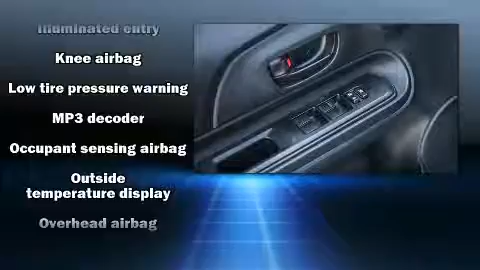 Illuminated entry
Knee airbag
Low tire pressure warning
MP3 decoder
Occupant sensing airbag
Outside
temperature display
Overhead airbag